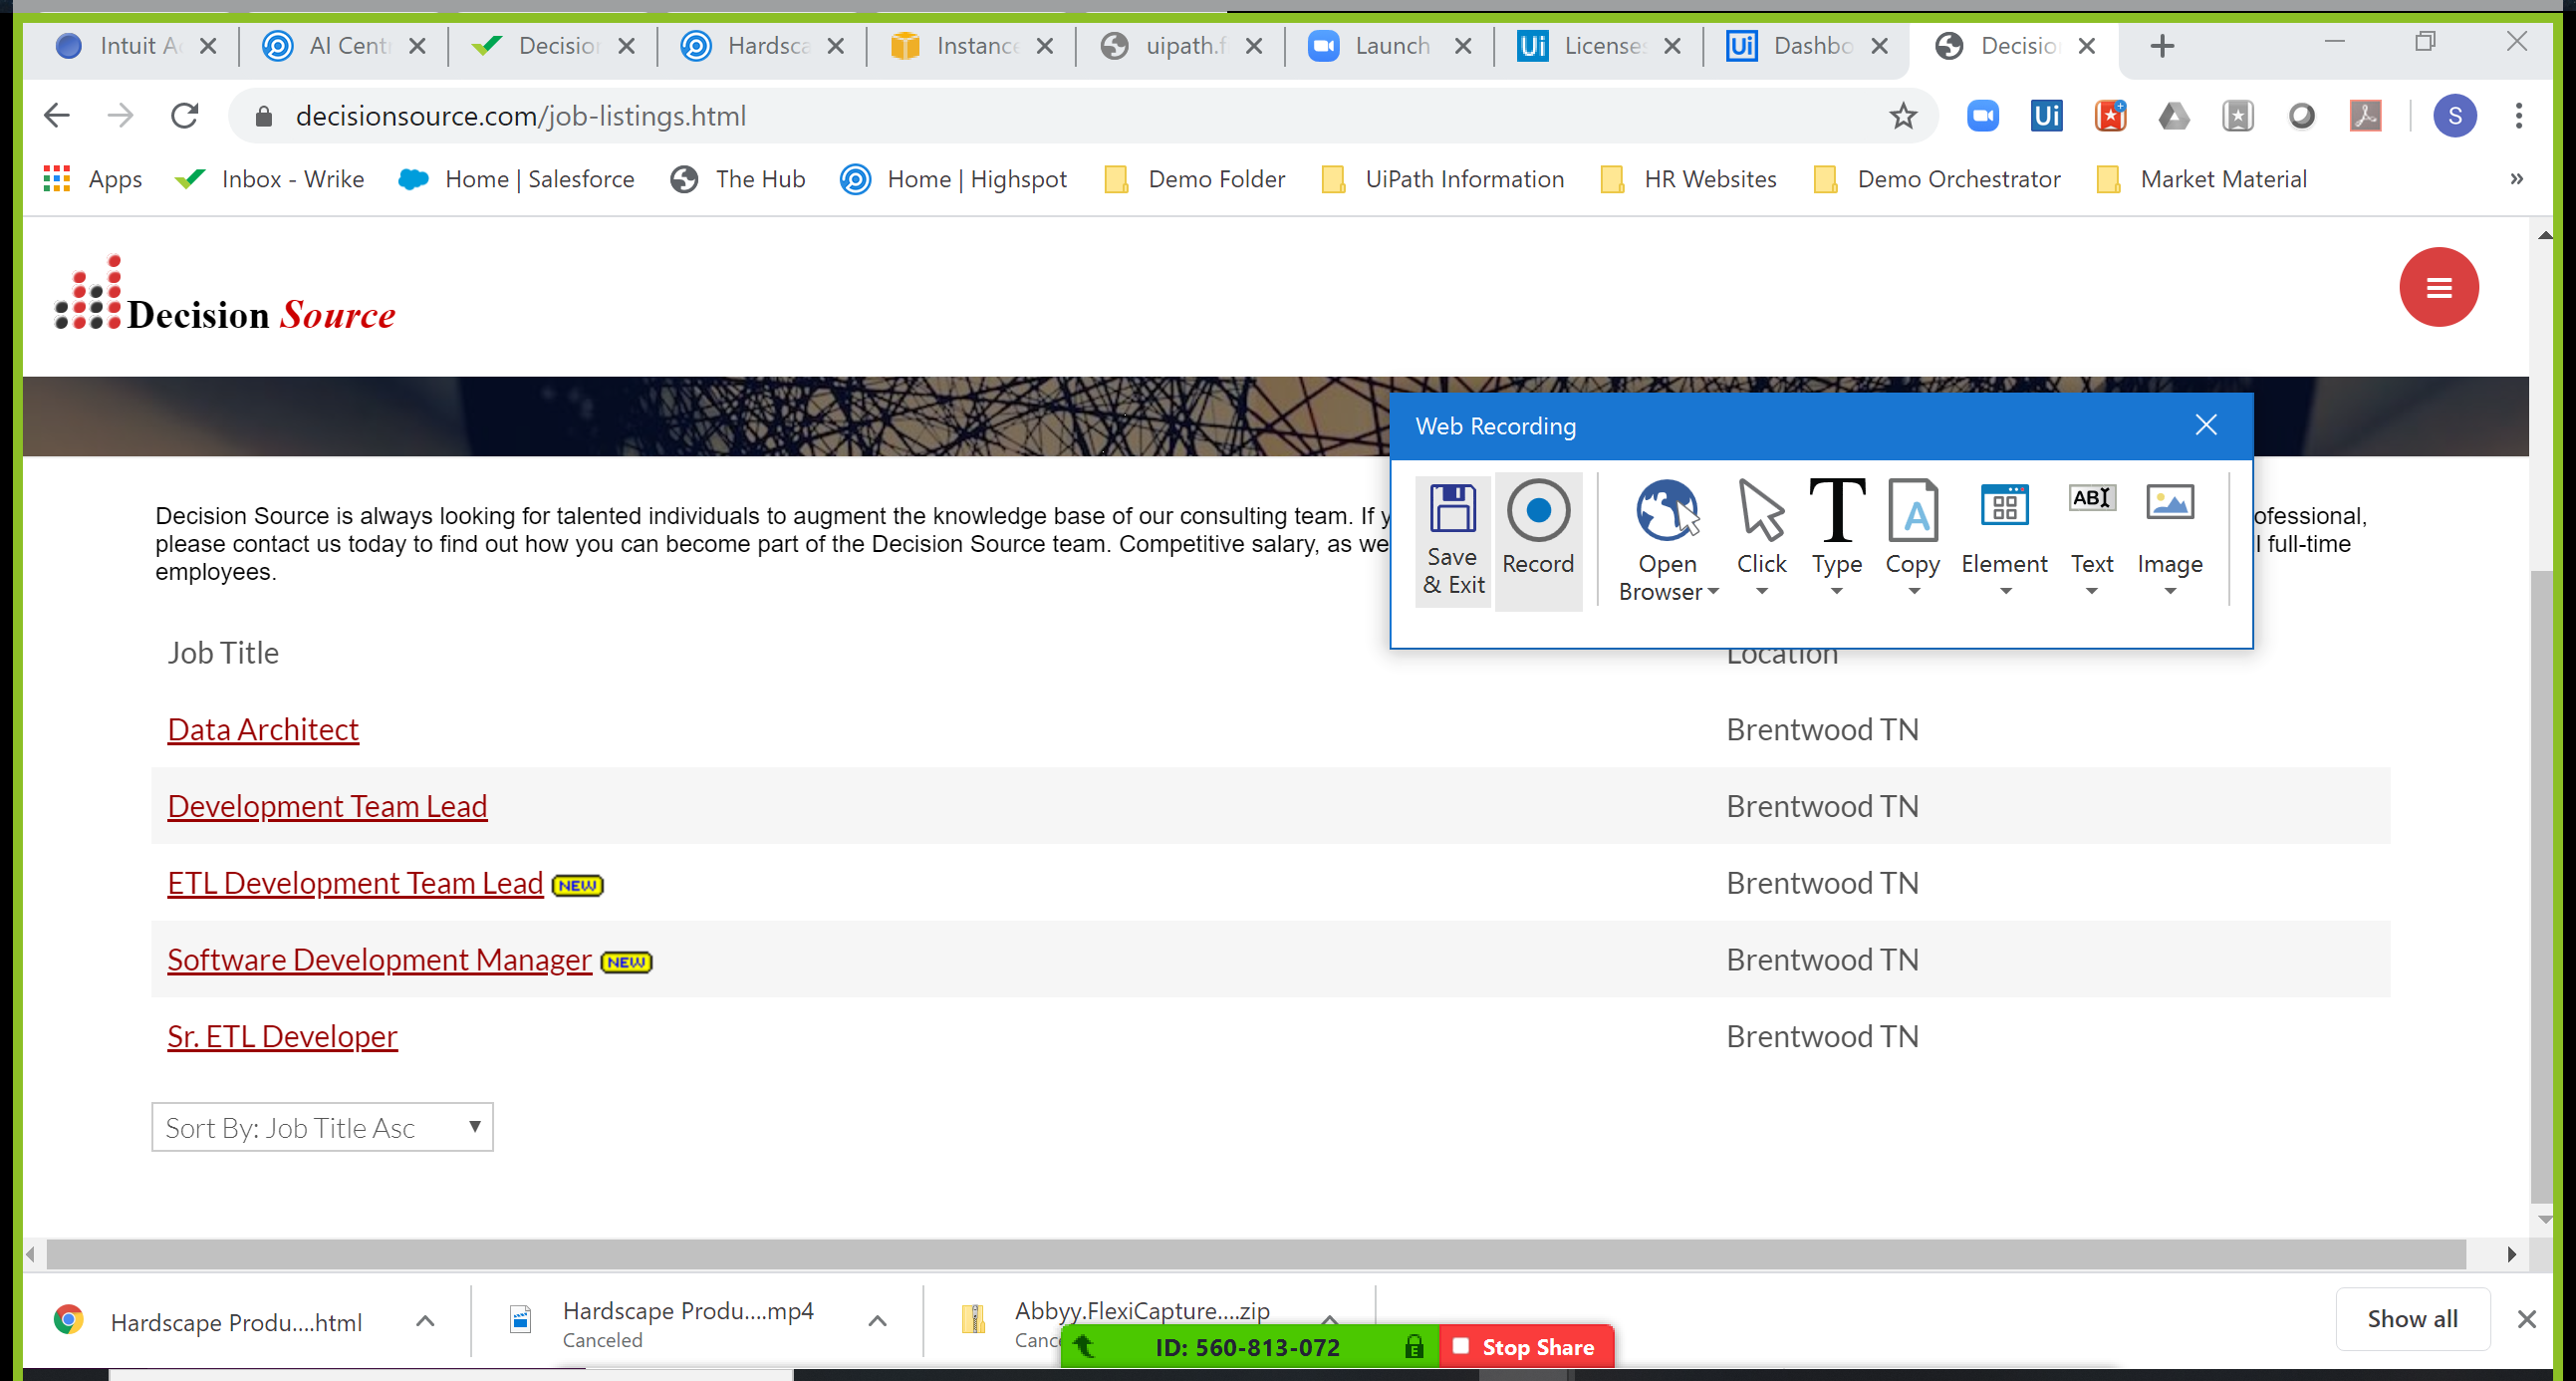 Intuit A
AI Cent
Decision
Hardsca
Instance
uipath.f
Launch
Licenses
Dashbo
Decision
decisionsource.com/job-listings.html
S
Apps
Inbox - Wrike
Home | Salesforce
The Hub
Home | Highspot
Demo Folder
UiPath Information
HR Websites
Demo Orchestrator
Market Material
»
Decision Source
Web Recording
Save & Exit
Record
Open Browser
Click
Type
Copy
Element
Text
Image
Decision Source is always looking for talented individuals to augment the knowledge base of our consulting team. If y ofessional,
please contact us today to find out how you can become part of the Decision Source team. Competitive salary, as we l full-time
employees.
Job Title Location
Data Architect Brentwood TN
Development Team Lead Brentwood TN
ETL Development Team Lead NEW Brentwood TN
Software Development Manager NEW Brentwood TN
Sr. ETL Developer Brentwood TN
Sort By: Job Title Asc
Hardscape Produ....html
Hardscape Produ....mp4
Canceled
Abbyy.FlexiCapture....zip
Cance
Show all
ID: 560-813-072
Stop Share